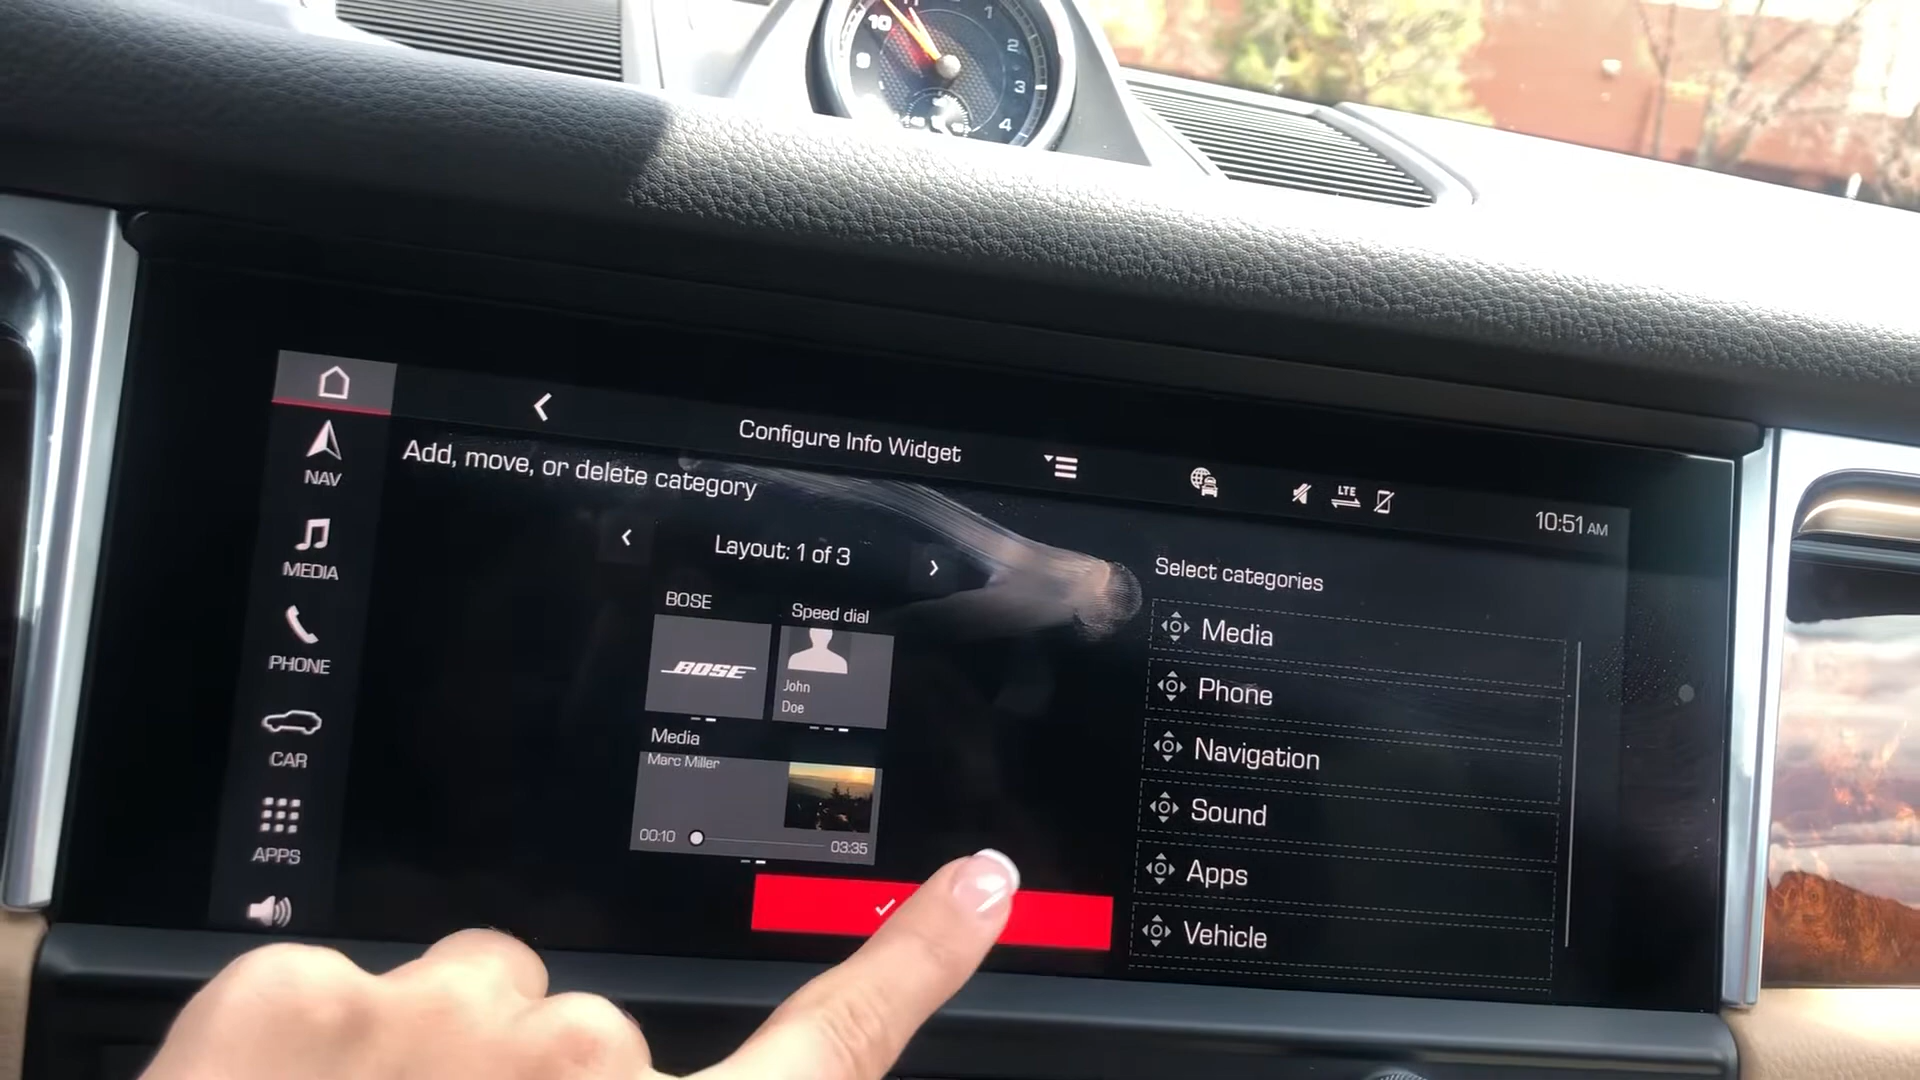 11
10
1
2
9
3
4
Configure Info Widget
LTE
10:51 AM
NAV
MEDIA
PHONE
CAR
APPS
Add, move, or delete category
Layout: 1 of 3
BOSE
Speed dial
BOSE
John
Doe
Media
Marc Miller
00:10
03:35
Select categories
Media
Phone
Navigation
Sound
Apps
Vehicle